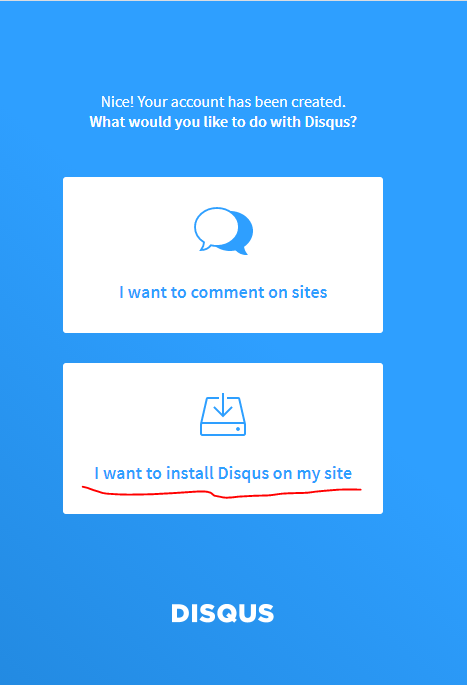 Nice! Your account has been created.
What would you like to do with Disqus?
I want to comment on sites
I want to install Disqus on my site
DISQUS